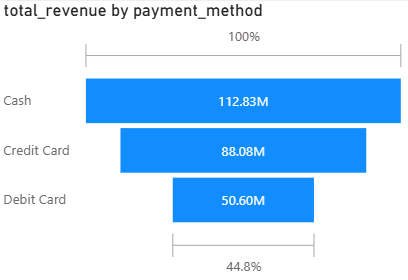 total_revenue by payment_method
100%
Cash
112.83M
Credit Card
88.08M
Debit Card
50.60M
44.8%